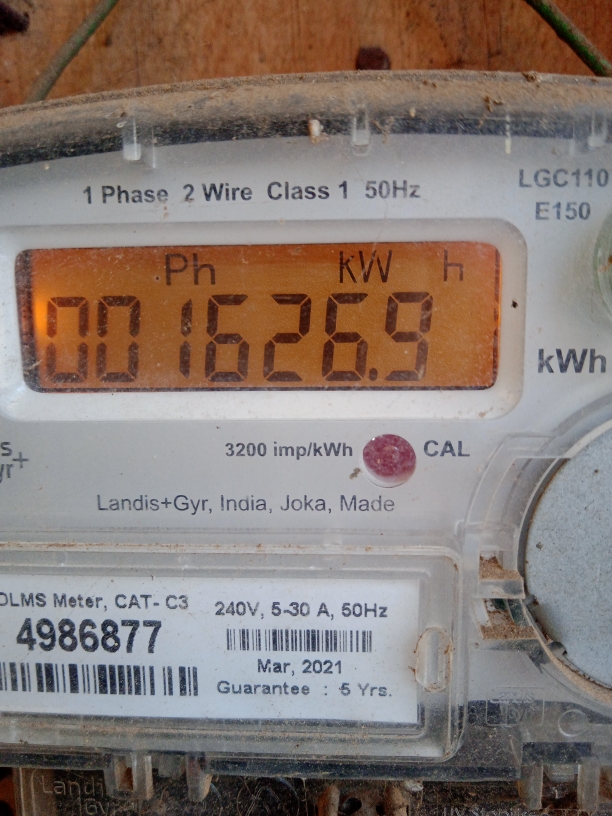 1 Phase 2 Wire Class 1 50Hz
LGC110
E150
Ph kW h
001626.9
kWh
3200 imp/kWh
CAL
Landis+Gyr, India, Joka, Made
DLMS Meter, CAT- C3
4986877
240V, 5-30 A, 50Hz
Mar, 2021
Guarantee : 5 Yrs.